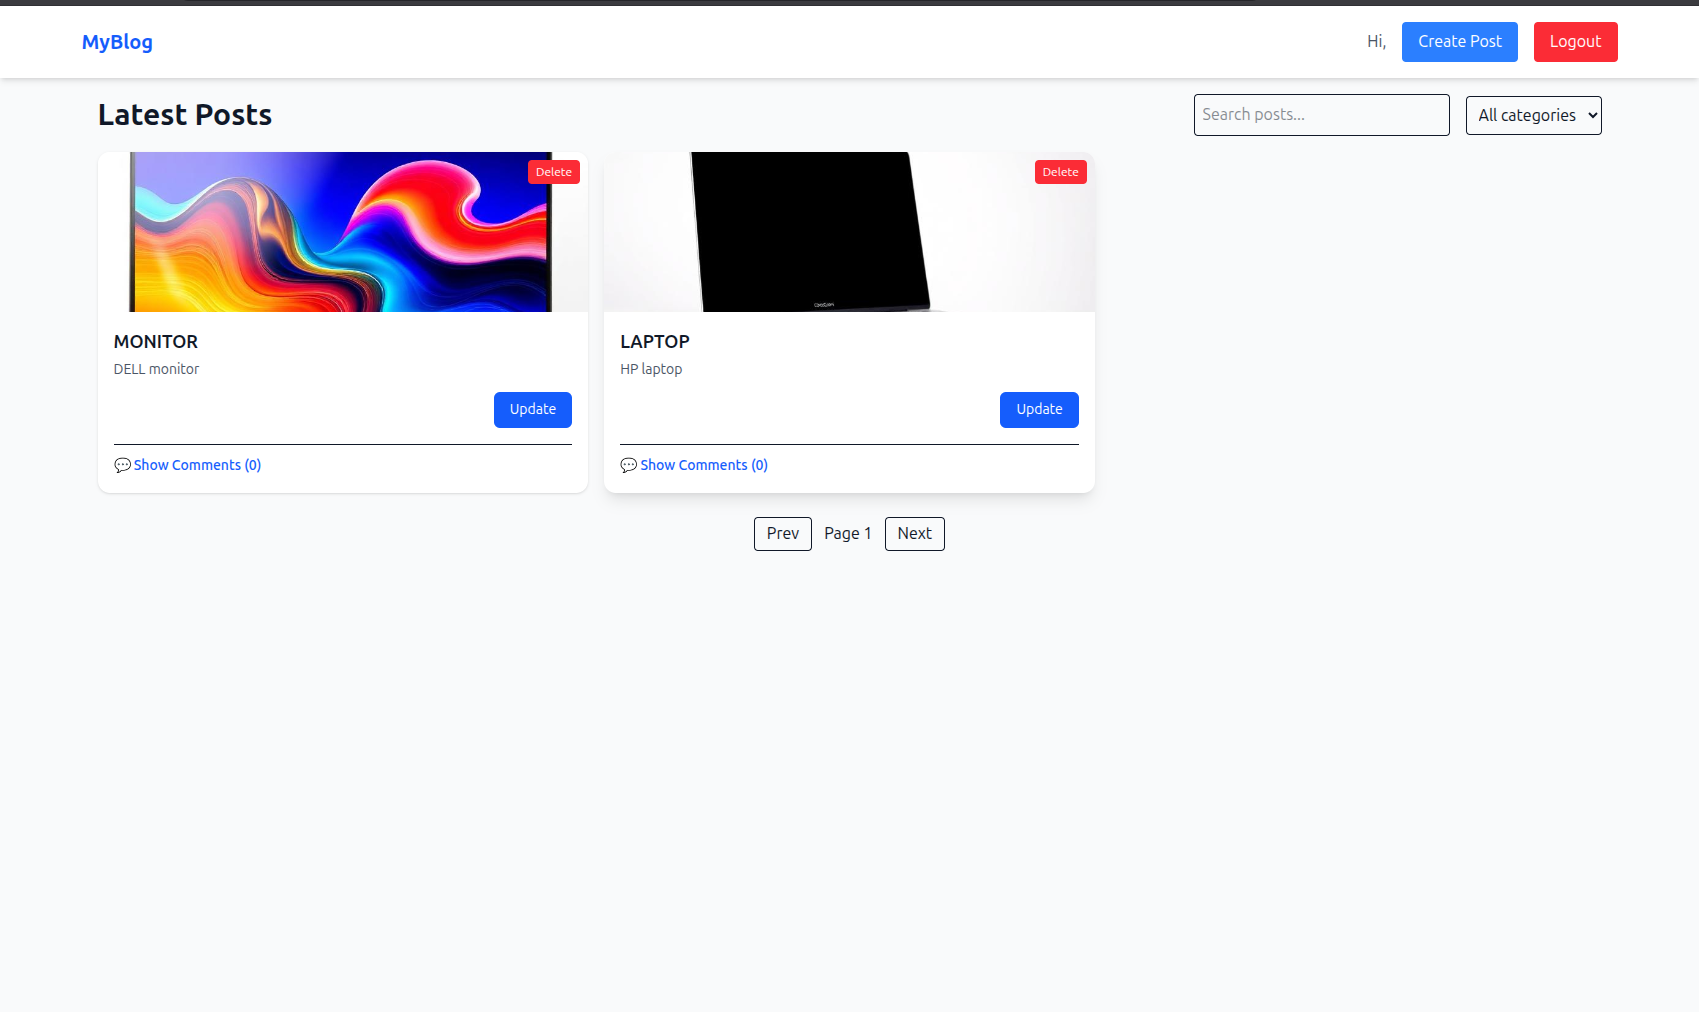 MyBlog
Hi,
Create Post
Logout
Latest Posts
Search posts...
All categories
Delete
Delete
MONITOR
DELL monitor
Update
💬 Show Comments (0)
LAPTOP
HP laptop
Update
💬 Show Comments (0)
Prev
Page 1
Next